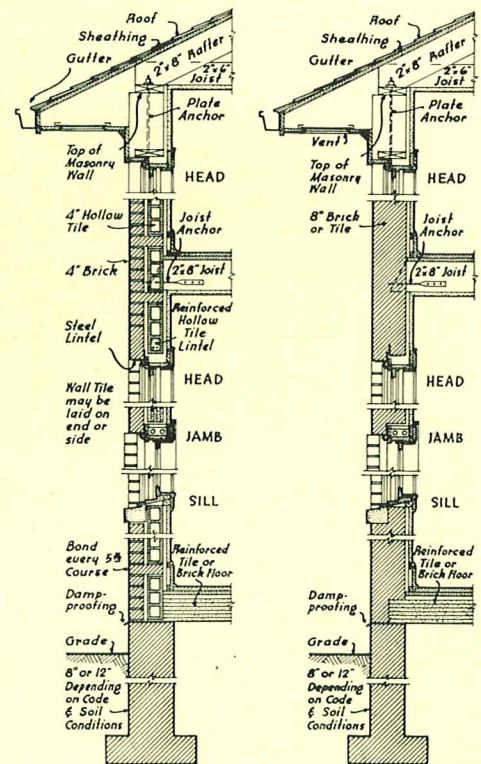 Roof
Sheathing
Gutter
2"x8" Rafter
2"x6"
Joist
Plate
Anchor
Top of
Masonry
Wall
HEAD
4" Hollow
Tile
Joist
Anchor
4" Brick
2"x8" Joist
Steel
Lintel
Reinforced
Hollow
Tile
Lintel
HEAD
Wall Tile
may be
laid on
end or
side
JAMB
SILL
Bond
every 5th
Course
Reinforced
Tile or
Brick Floor
Damp-
proofing
Grade
8" or 12"
Depending
on Code
& Soil
Conditions
Roof
Sheathing
Gutter
2"x8" Rafter
2"x6"
Joist
Plate
Anchor
Vent
Top of
Masonry
Wall
HEAD
8" Brick
or Tile
Joist
Anchor
2"x8" Joist
HEAD
JAMB
SILL
Reinforced
Tile or
Brick Floor
Damp-
proofing
Grade
8" or 12"
Depending
on Code
& Soil
Conditions